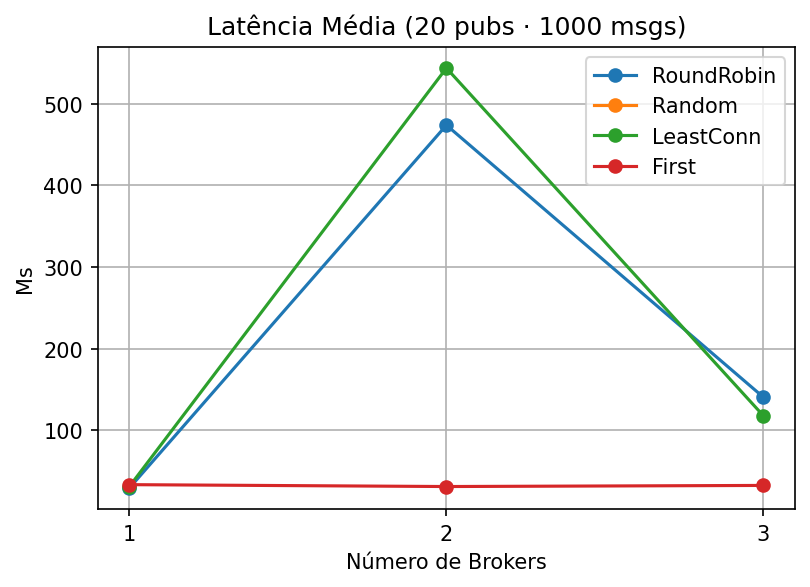 Latência Média (20 pubs · 1000 msgs)
RoundRobin
Random
LeastConn
First
Ms
500
400
300
200
100
1
2
3
Número de Brokers